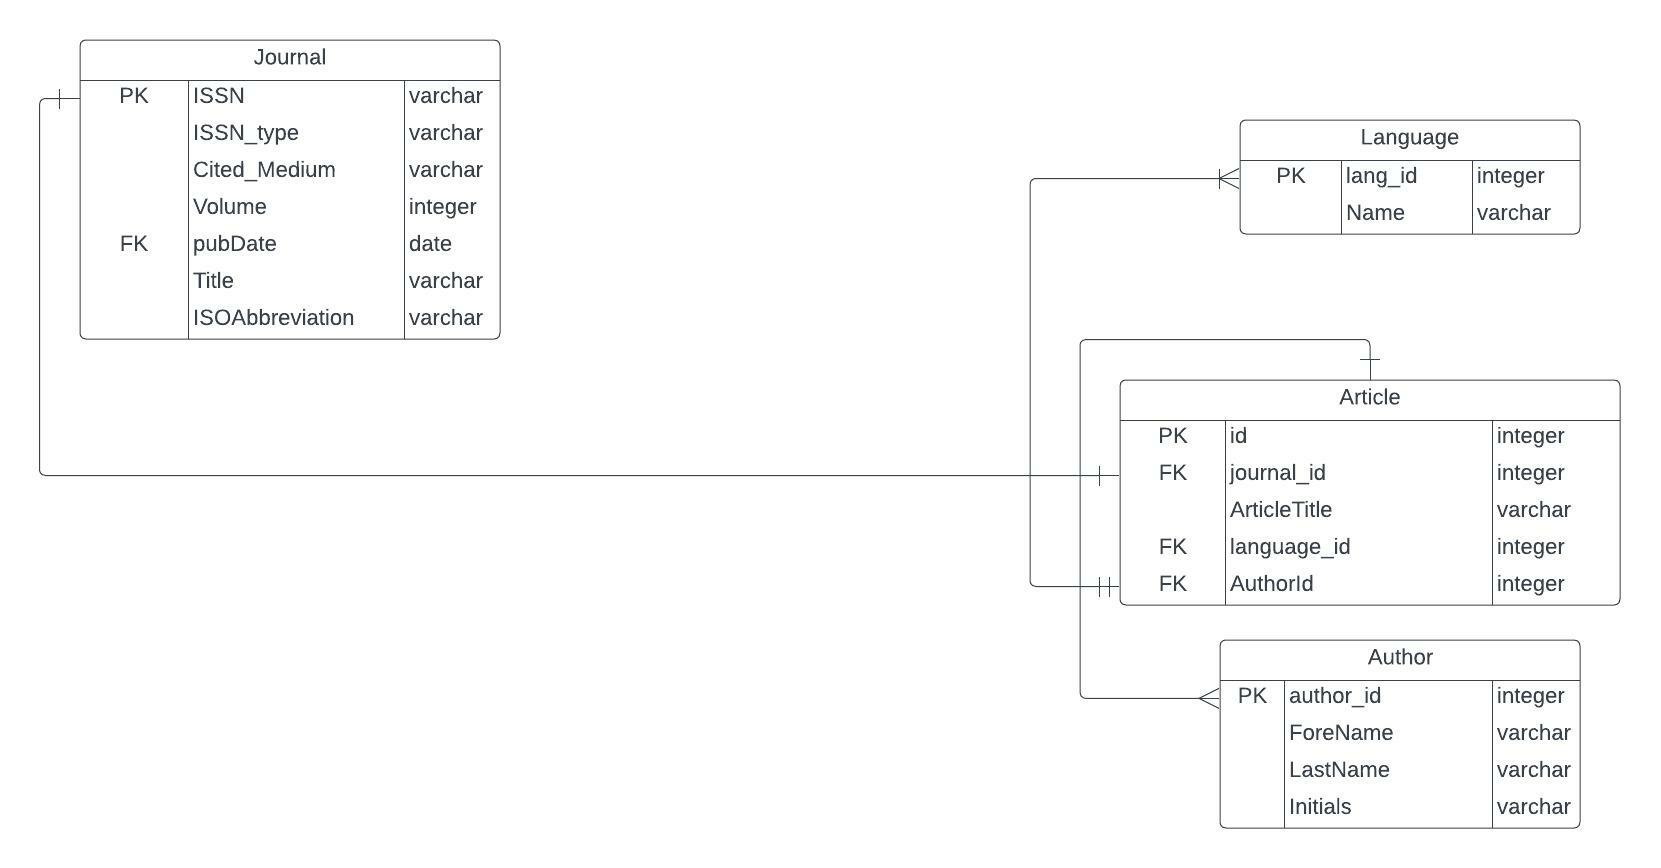 Journal
PK ISSN varchar
ISSN_type varchar
Cited_Medium varchar
Volume integer
FK pubDate date
Title varchar
ISOAbbreviation varchar
Language
PK lang_id integer
Name varchar
Article
PK id integer
FK journal_id integer
ArticleTitle varchar
FK language_id integer
FK AuthorId integer
Author
PK author_id integer
ForeName varchar
LastName varchar
Initials varchar